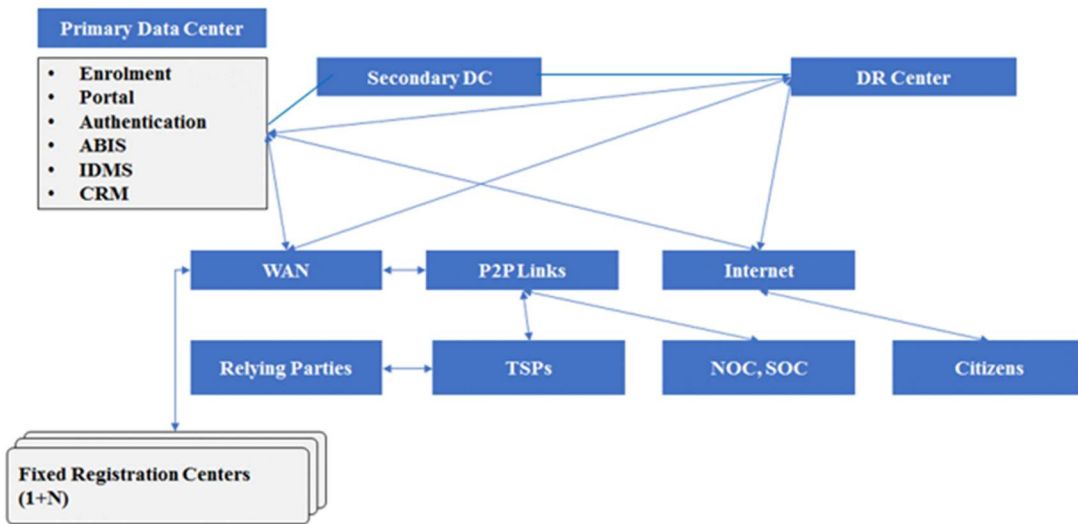 Primary Data Center
• Enrolment
• Portal
• Authentication
• ABIS
• IDMS
• CRM
Secondary DC
DR Center
WAN
P2P Links
Internet
Relying Parties
TSPs
NOC, SOC
Citizens
Fixed Registration Centers
(1+N)